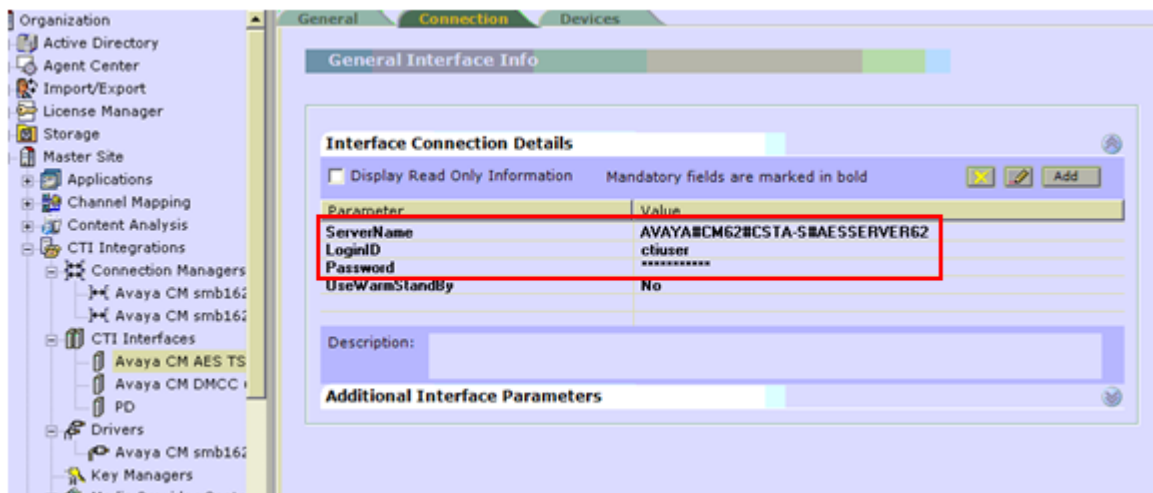 Organization
Active Directory
Agent Center
Import/Export
License Manager
Storage
Master Site
Applications
Channel Mapping
Content Analysis
CTI Integrations
Connection Managers
Avaya CM smb162
Avaya CM smb162
CTI Interfaces
Avaya CM AES TS
Avaya CM DMCC
PD
Drivers
Avaya CM smb162
Key Managers
General Connection Devices
General Interface Info
Interface Connection Details
Display Read Only Information Mandatory fields are marked in bold Add
Parameter Value
ServerName AVAYA#CM62#CSTA-S#AESSERVER62
LoginID ctiuser
Password ***********
UseWarmStandBy No
Description:
Additional Interface Parameters